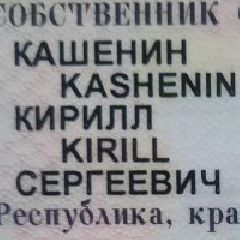 СОБСТВЕННИК
КАШЕНИН
KASHENIN
КИРИЛЛ
KIRILL
СЕРГЕЕВИЧ
Республика, кра